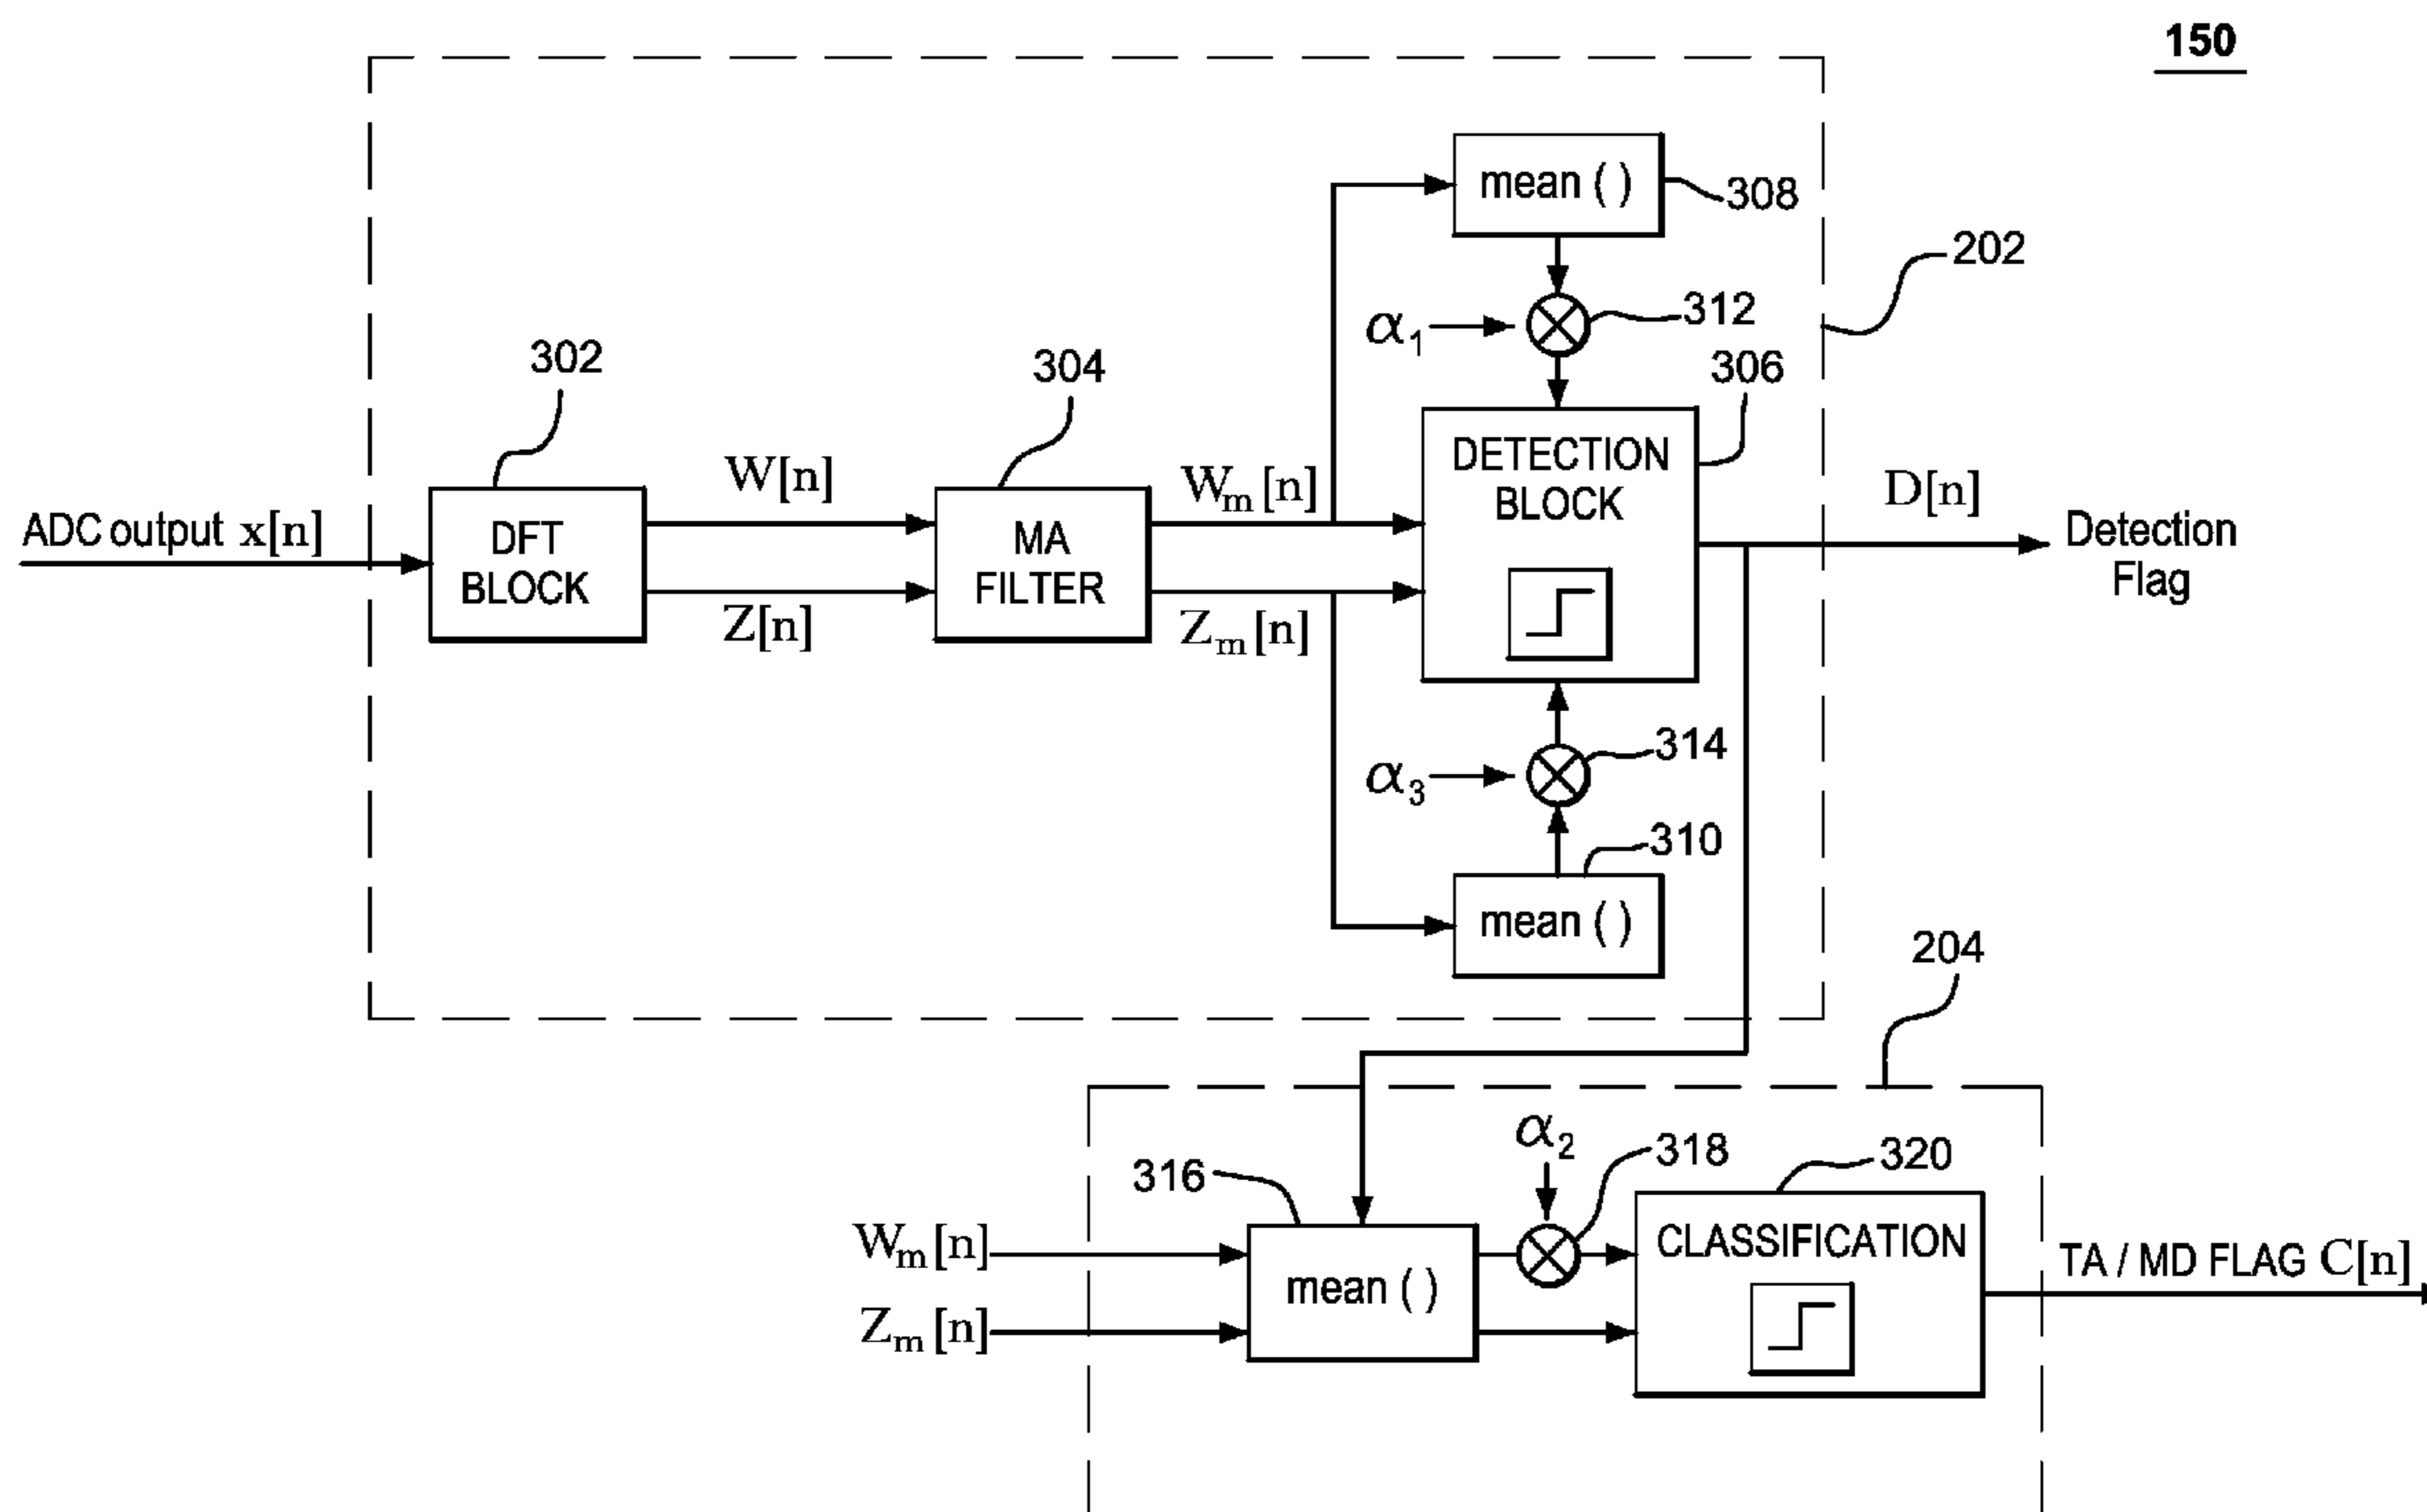 150
mean ( )
308
202
α1
312
302
304
306
ADC output x[n]
DFT
BLOCK
W[n]
Z[n]
MA
FILTER
Wm[n]
Zm[n]
DETECTION
BLOCK
D[n]
Detection
Flag
α3
314
310
mean ( )
204
α2
316
318
320
Wm[n]
Zm[n]
mean ( )
CLASSIFICATION
TA / MD FLAG C[n]